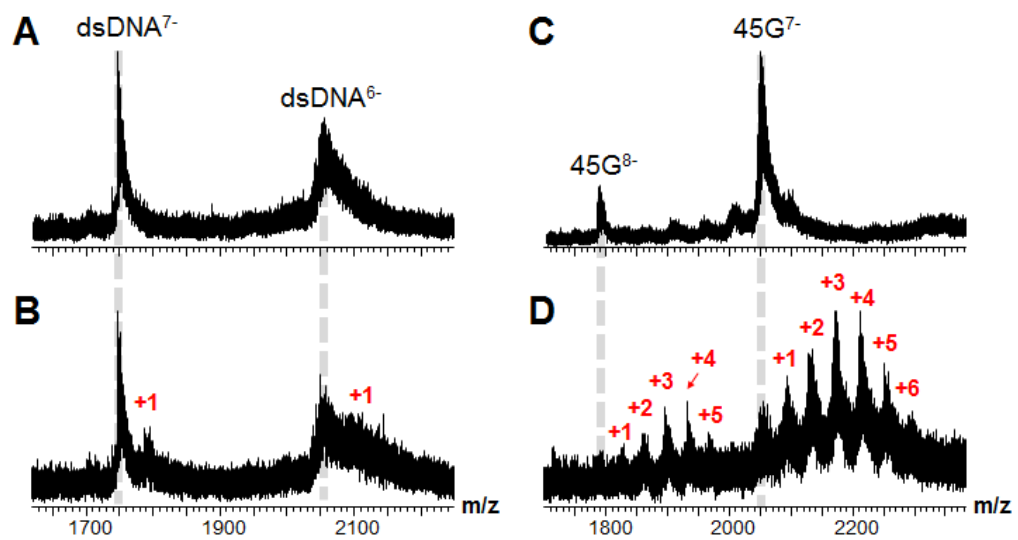 A
dsDNA7-
dsDNA6-
C
45G7-
45G8-
B
+1
+1
m/z
1700
1900
2100
D
+1
+2
+3
+4
+5
+1
+2
+3
+4
+5
+6
m/z
1800
2000
2200